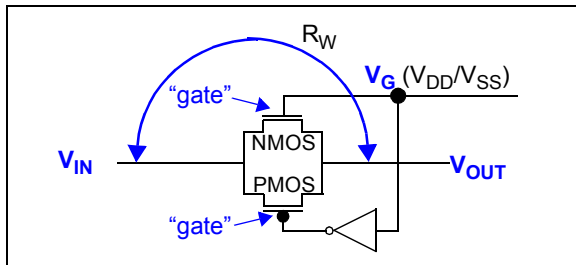 R_W
"gate"
V_G (V_DD/V_SS)
NMOS
V_IN
V_OUT
PMOS
"gate"